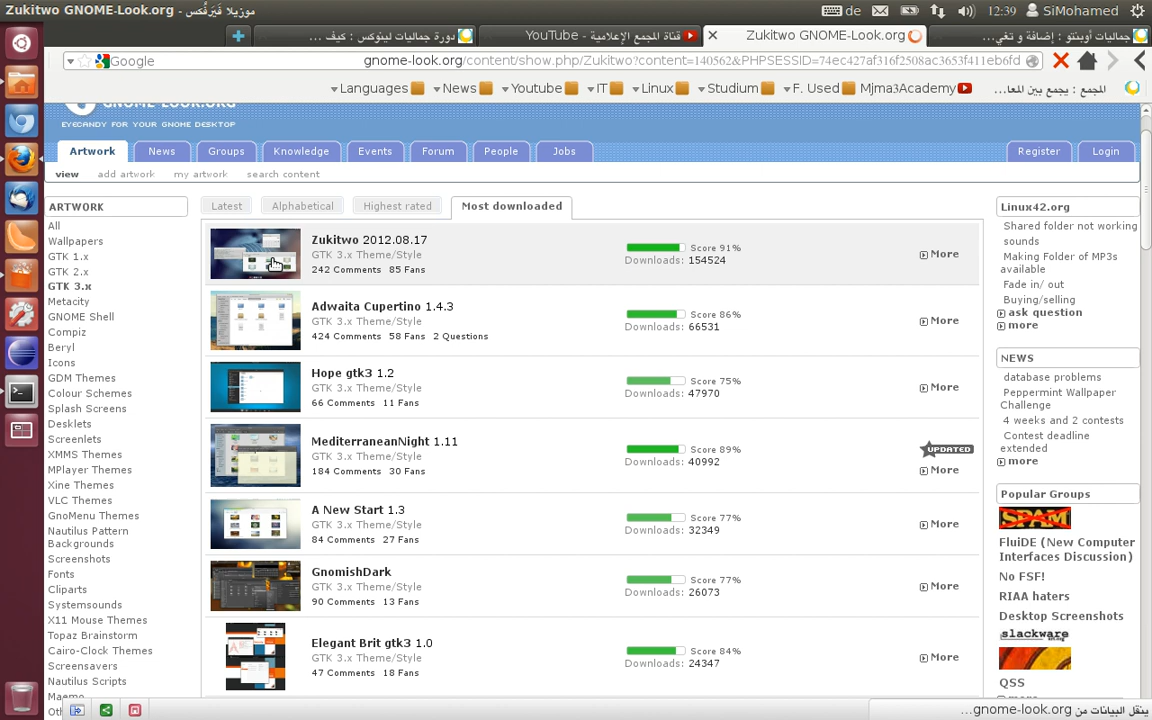 Zukitwo GNOME-Look.org - موزيلا فَيَرفُكس
de
12:39
SiMohamed
دورة جماليات لينوكس : كيف ...
قناة المجمع الإعلامية - YouTube
Zukitwo GNOME-Look.org
جماليات أوبنتو : إضافة و تغي...
Google
gnome-look.org/content/show.php/Zukitwo?content=140562&PHPSESSID=74ec427af316f2508ac3653f411eb6fd
Languages
News
Youtube
IT
Linux
Studium
F. Used
Mjma3Academy
المجمع : يجمع بين المعا...
GNOME-LOOK.ORG
EYECANDY FOR YOUR GNOME DESKTOP
Artwork
News
Groups
Knowledge
Events
Forum
People
Jobs
Register
Login
view
add artwork
my artwork
search content
ARTWORK
All
Wallpapers
GTK 1.x
GTK 2.x
GTK 3.x
Metacity
GNOME Shell
Compiz
Beryl
Icons
GDM Themes
Colour Schemes
Splash Screens
Desklets
Screenlets
XMMS Themes
MPlayer Themes
Xine Themes
VLC Themes
GnoMenu Themes
Nautilus Pattern
Backgrounds
Screenshots
Fonts
Cliparts
Systemsounds
X11 Mouse Themes
Topaz Brainstorm
Cairo-Clock Themes
Screensavers
Nautilus Scripts
Maemo
Latest
Alphabetical
Highest rated
Most downloaded
Zukitwo 2012.08.17
GTK 3.x Theme/Style
242 Comments 85 Fans
Score 91%
Downloads: 154524
More
Adwaita Cupertino 1.4.3
GTK 3.x Theme/Style
424 Comments 58 Fans 2 Questions
Score 86%
Downloads: 66531
More
Hope gtk3 1.2
GTK 3.x Theme/Style
66 Comments 11 Fans
Score 75%
Downloads: 47970
More
MediterraneanNight 1.11
GTK 3.x Theme/Style
184 Comments 30 Fans
Score 89%
Downloads: 40992
UPDATED
More
A New Start 1.3
GTK 3.x Theme/Style
84 Comments 27 Fans
Score 77%
Downloads: 32349
More
GnomishDark
GTK 3.x Theme/Style
90 Comments 13 Fans
Score 77%
Downloads: 26073
More
Elegant Brit gtk3 1.0
GTK 3.x Theme/Style
47 Comments 18 Fans
Score 84%
Downloads: 24347
More
Linux42.org
Shared folder not working
sounds
Making Folder of MP3s
available
Fade in/ out
Buying/selling
ask question
more
NEWS
database problems
Peppermint Wallpaper
Challenge
4 weeks and 2 contests
Contest deadline
extended
more
Popular Groups
SPAM
FluiDE (New Computer
Interfaces Discussion)
No FSF!
RIAA haters
Desktop Screenshots
slackware
QSS
ينقل البيانات من gnome-look.org...